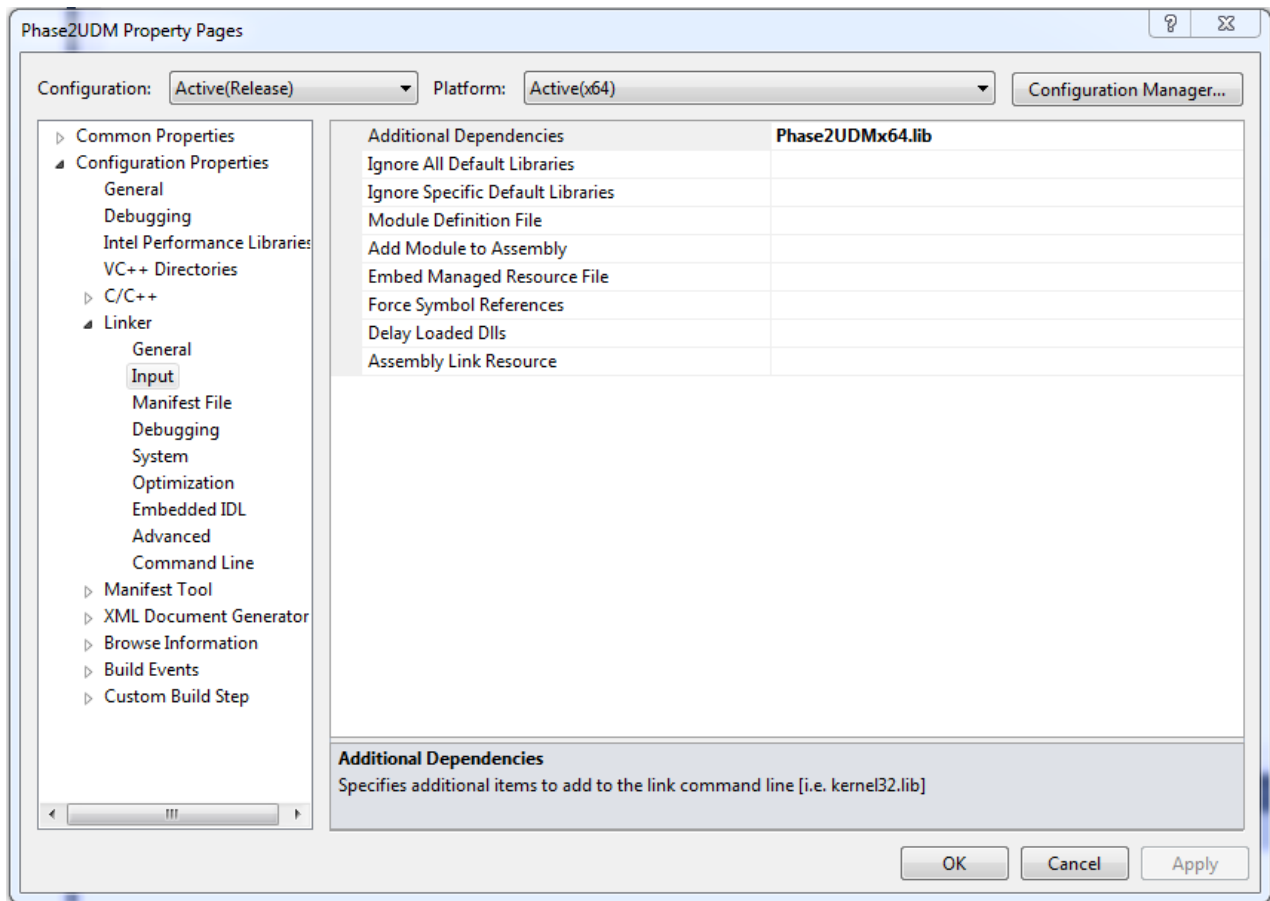 Phase2UDM Property Pages
Configuration: Active(Release) Platform: Active(x64) Configuration Manager...
Common Properties
Configuration Properties
General
Debugging
Intel Performance Libraries
VC++ Directories
C/C++
Linker
General
Input
Manifest File
Debugging
System
Optimization
Embedded IDL
Advanced
Command Line
Manifest Tool
XML Document Generator
Browse Information
Build Events
Custom Build Step
Additional Dependencies Phase2UDMx64.lib
Ignore All Default Libraries
Ignore Specific Default Libraries
Module Definition File
Add Module to Assembly
Embed Managed Resource File
Force Symbol References
Delay Loaded Dlls
Assembly Link Resource
Additional Dependencies
Specifies additional items to add to the link command line [i.e. kernel32.lib]
OK Cancel Apply